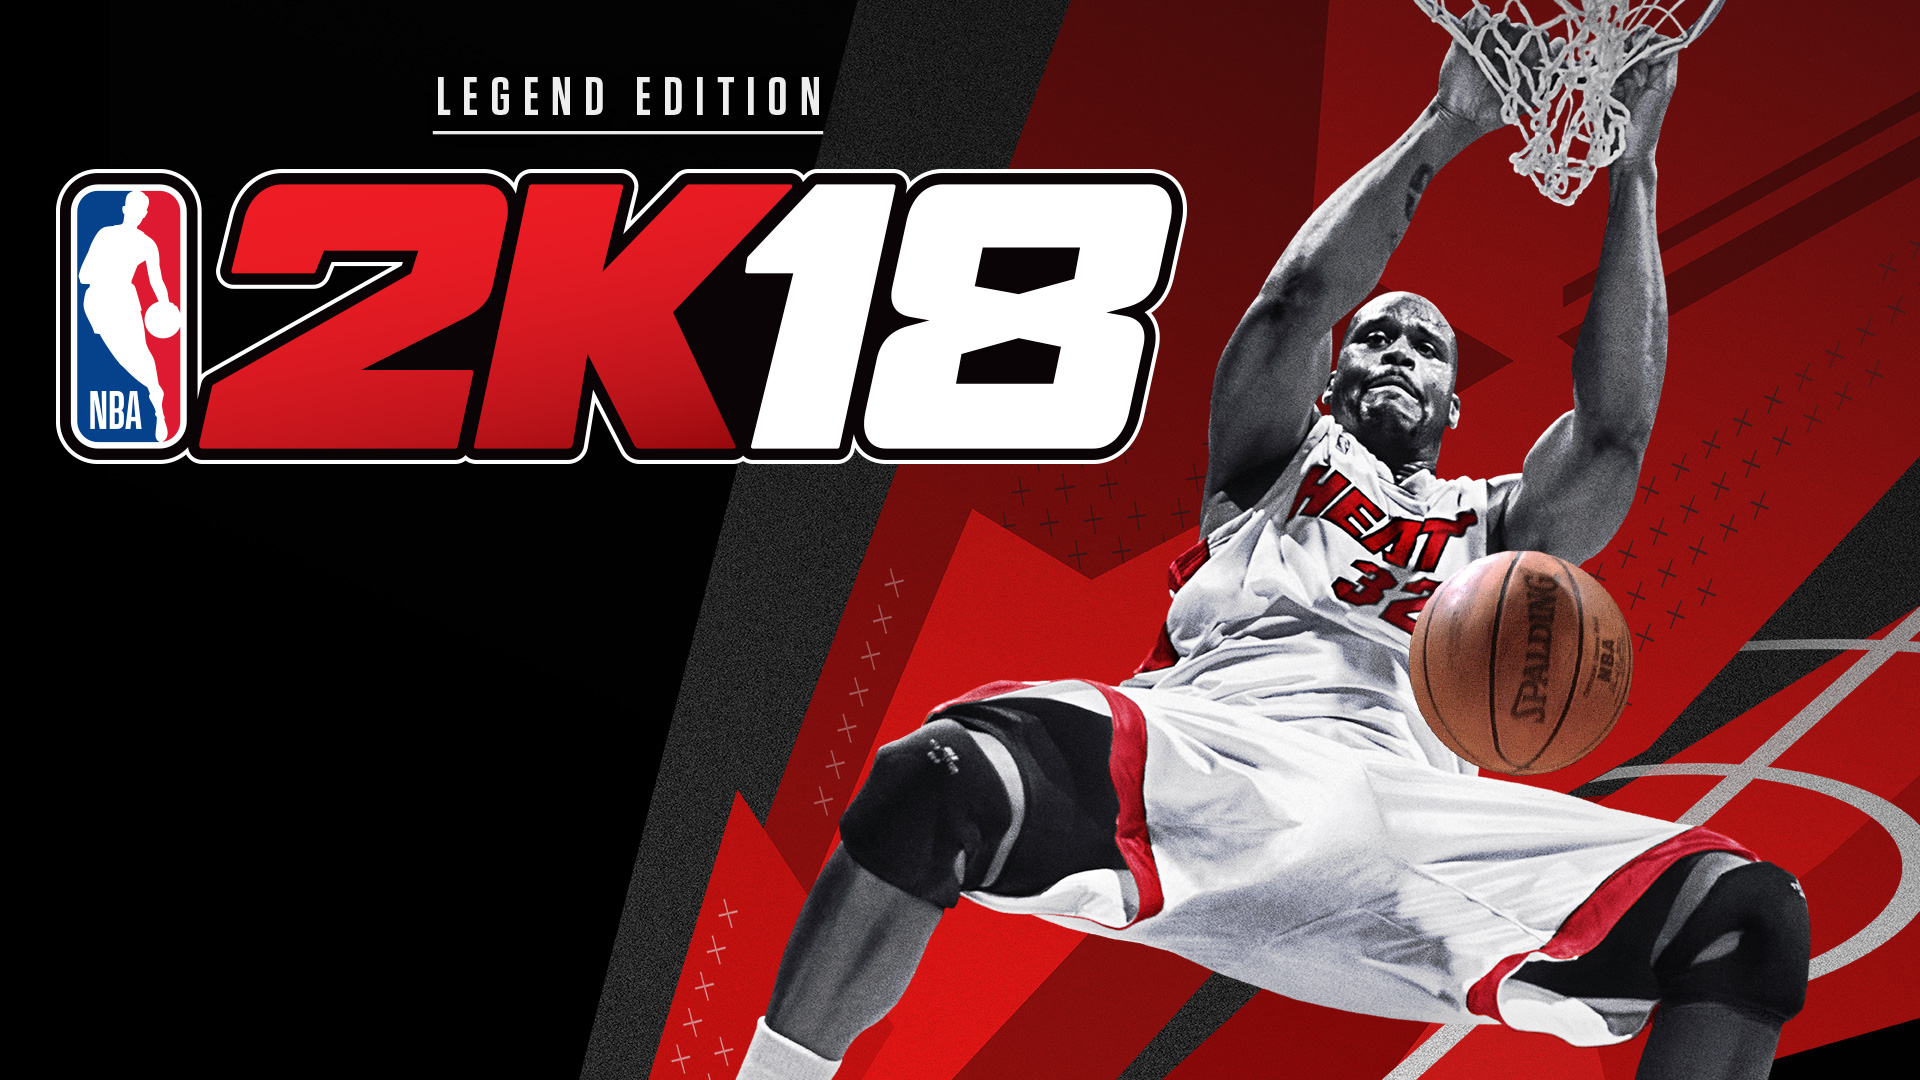 LEGEND EDITION
NBA 2K18
HEAT
32
SPALDING
NBA